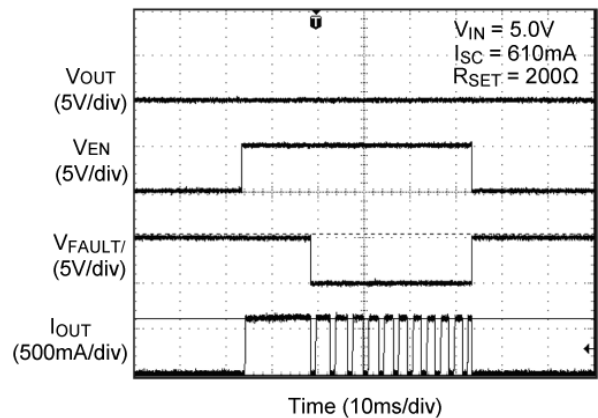 T
VIN = 5.0V
ISC = 610mA
RSET = 200Ω
VOUT
(5V/div)
VEN
(5V/div)
VFAULT/
(5V/div)
IOUT
(500mA/div)
Time (10ms/div)